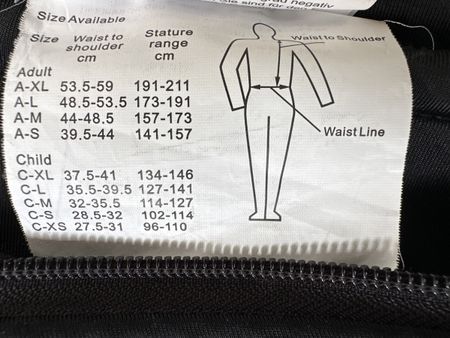 Size Available
Size Waist to shoulder cm Stature range cm
Adult
A-XL 53.5-59 191-211
A-L 48.5-53.5 173-191
A-M 44-48.5 157-173
A-S 39.5-44 141-157
Child
C-XL 37.5-41 134-146
C-L 35.5-39.5 127-141
C-M 32-35.5 114-127
C-S 28.5-32 102-114
C-XS 27.5-31 96-110
Waist to Shoulder
Waist Line